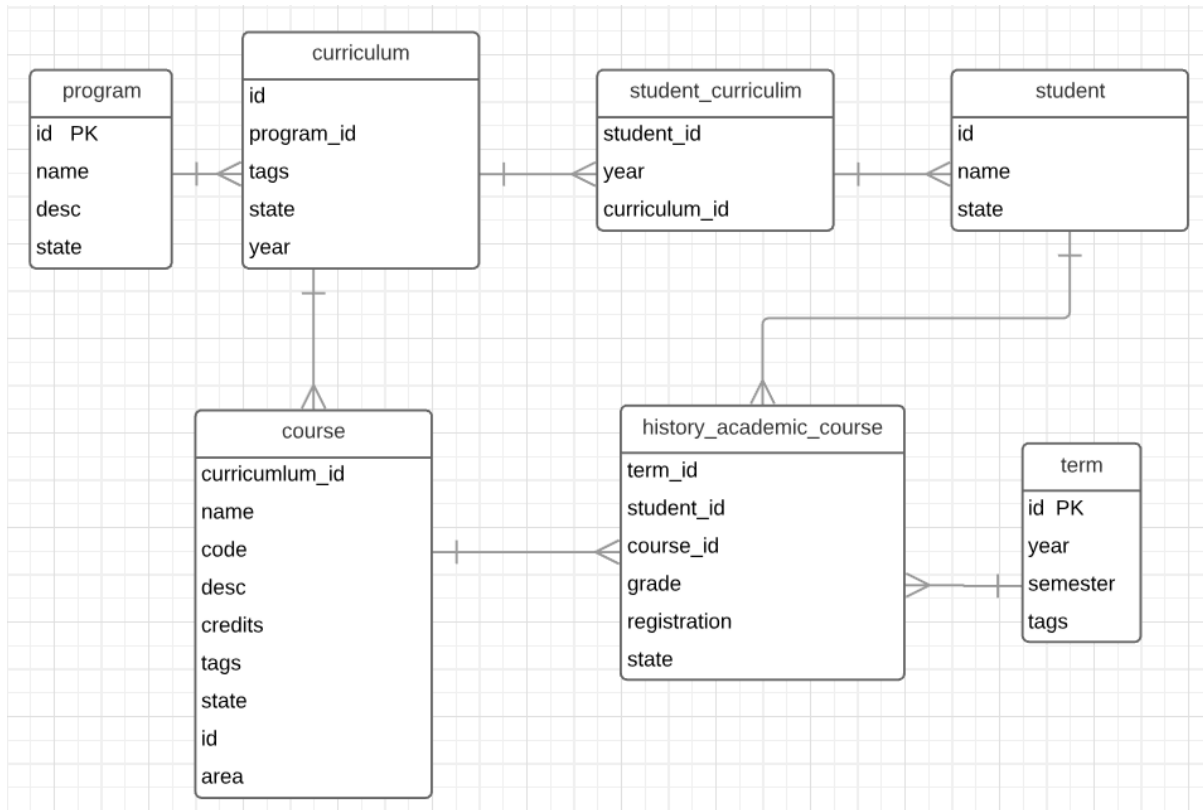 program
id PK
name
desc
state
curriculum
id
program_id
tags
state
year
student_curriculim
student_id
year
curriculum_id
student
id
name
state
course
curricumlum_id
name
code
desc
credits
tags
state
id
area
history_academic_course
term_id
student_id
course_id
grade
registration
state
term
id PK
year
semester
tags